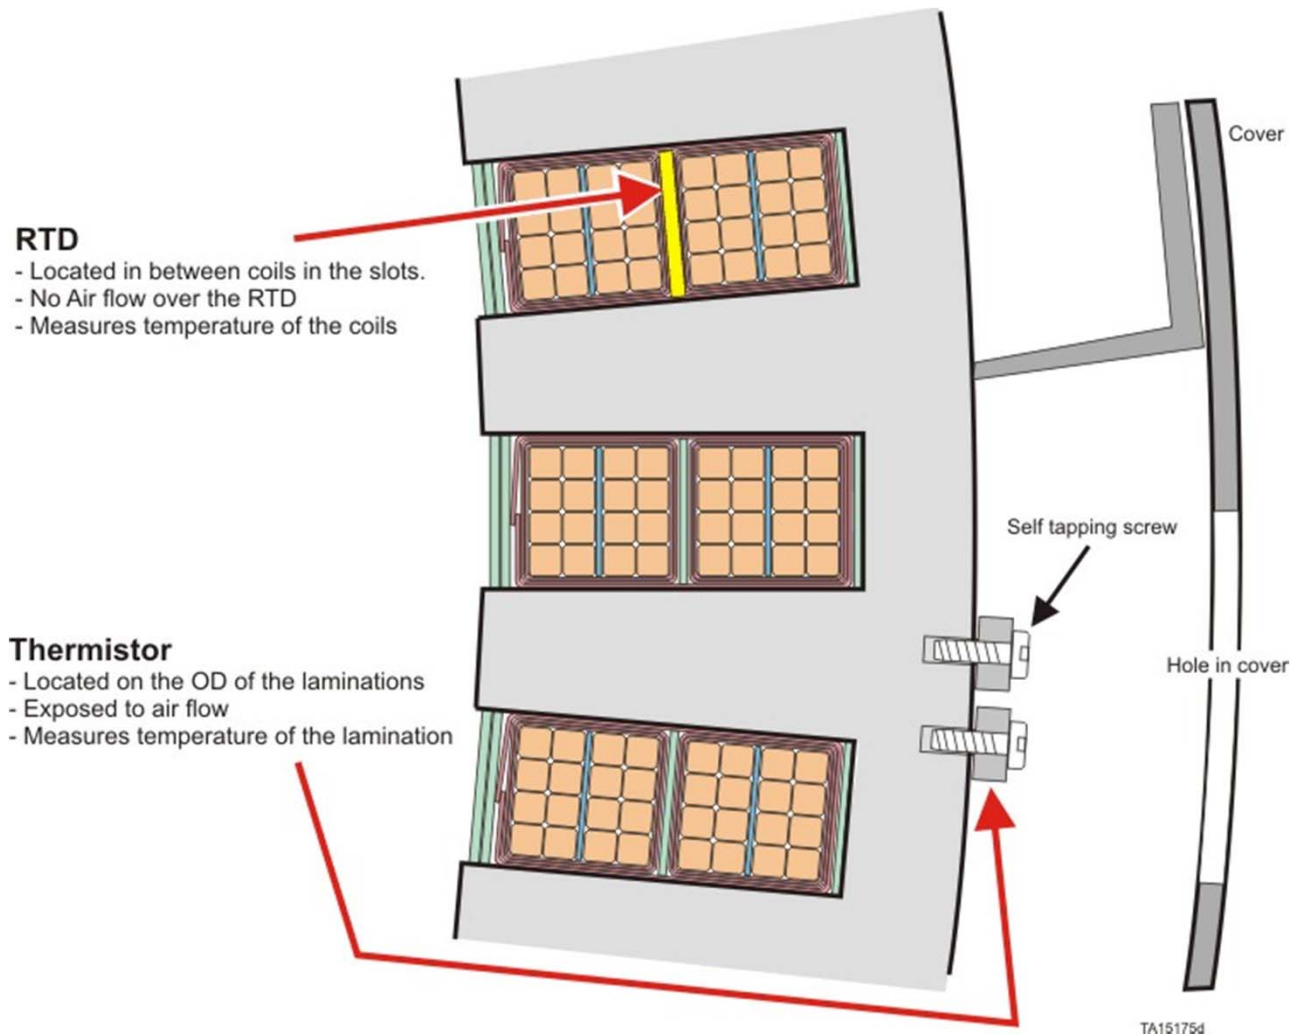 Cover
RTD
- Located in between coils in the slots.
- No Air flow over the RTD
- Measures temperature of the coils
Self tapping screw
Thermistor
- Located on the OD of the laminations
- Exposed to air flow
- Measures temperature of the lamination
Hole in cover
TA15175d